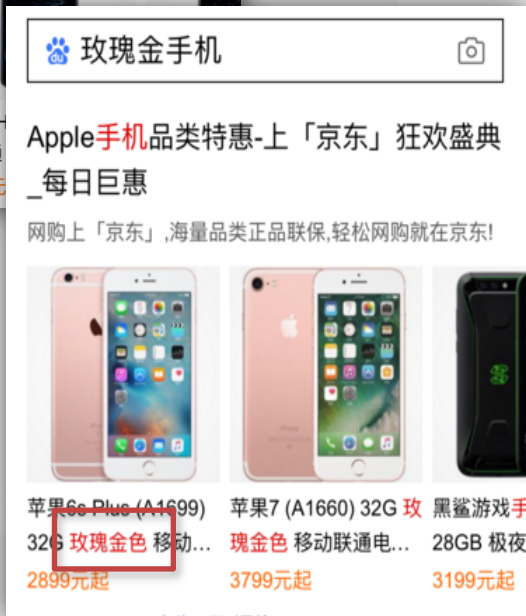 玫瑰金手机
Apple手机品类特惠-上「京东」狂欢盛典
_每日巨惠
网购上「京东」,海量品类正品联保,轻松网购就在京东!
苹果6s Plus (A1699)
32G 玫瑰金色 移动...
2899元起
苹果7 (A1660) 32G 玫
瑰金色 移动联通电...
3799元起
黑鲨游戏手
28GB 极夜
3199元起